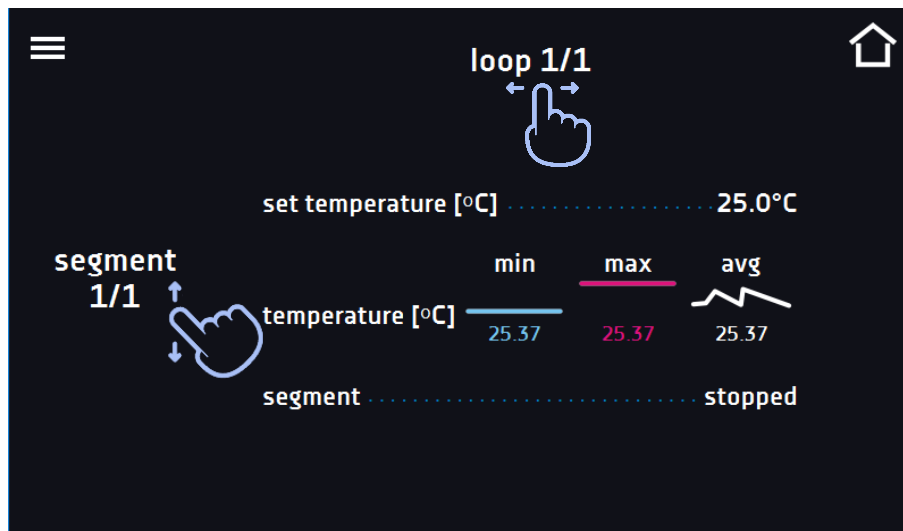 loop 1/1
set temperature [°C] 25.0°C
segment
1/1
min max avg
temperature [°C]
25.37 25.37 25.37
segment stopped